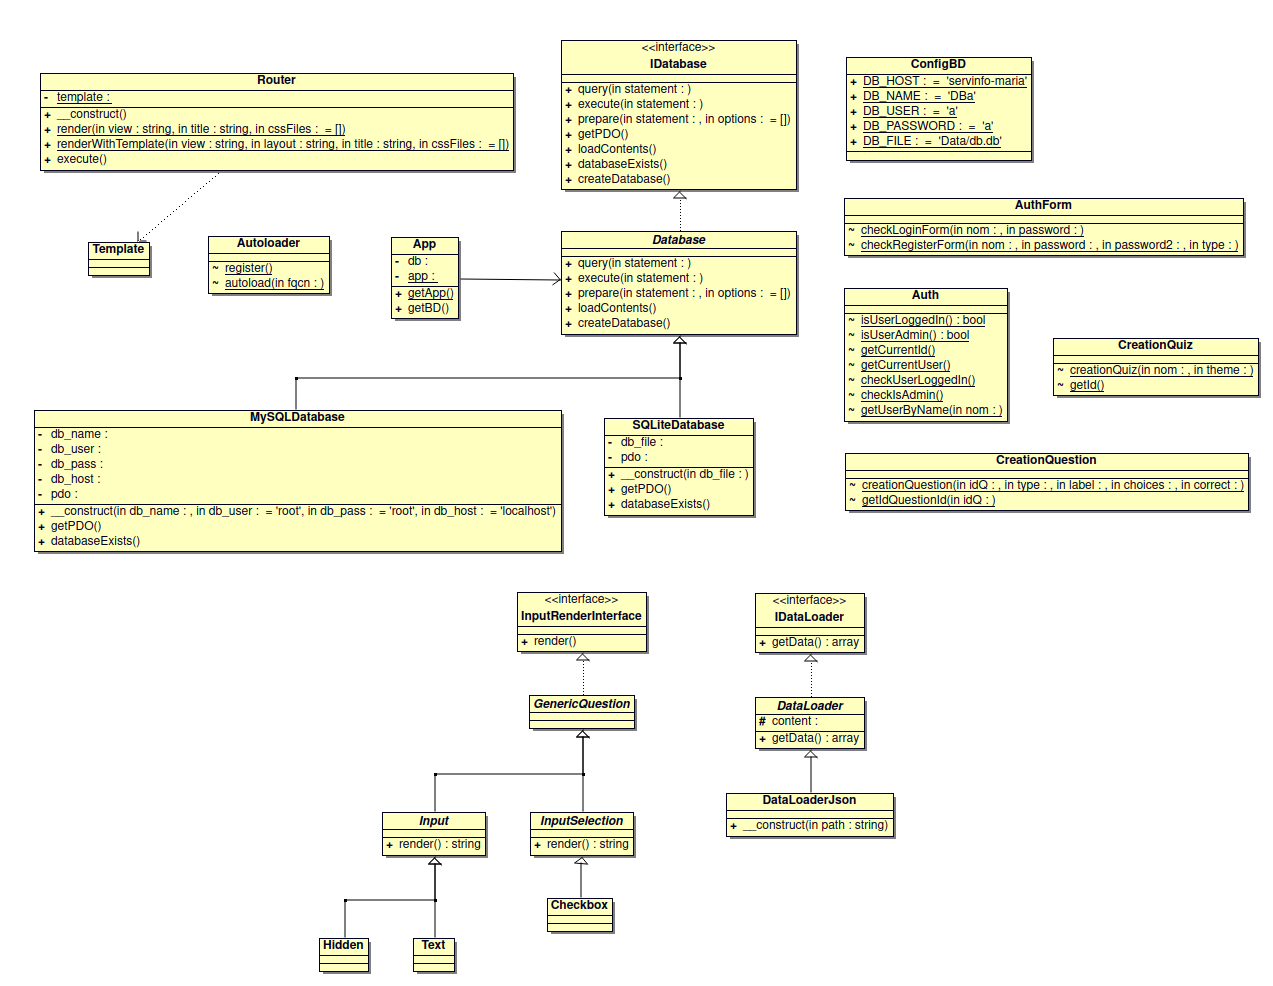 Router
- template :
+ __construct()
+ render(in view : string, in title : string, in cssFiles :  = [])
+ renderWithTemplate(in view : string, in layout : string, in title : string, in cssFiles :  = [])
+ execute()
<<interface>>
IDatabase
+ query(in statement : )
+ execute(in statement : )
+ prepare(in statement : , in options :  = [])
+ getPDO()
+ loadContents()
+ databaseExists()
+ createDatabase()
ConfigBD
+ DB_HOST :  = 'servinfo-maria'
+ DB_NAME :  = 'DBa'
+ DB_USER :  = 'a'
+ DB_PASSWORD :  = 'a'
+ DB_FILE :  = 'Data/db.db'
Template
Autoloader
~ register()
~ autoload(in fqcn : )
App
- db :
- app :
+ getApp()
+ getBD()
Database
+ query(in statement : )
+ execute(in statement : )
+ prepare(in statement : , in options :  = [])
+ loadContents()
+ createDatabase()
AuthForm
~ checkLoginForm(in nom : , in password : )
~ checkRegisterForm(in nom : , in password : , in password2 : , in type : )
Auth
~ isUserLoggedIn() : bool
~ isUserAdmin() : bool
~ getCurrentId()
~ getCurrentUser()
~ checkUserLoggedIn()
~ checkIsAdmin()
~ getUserByName(in nom : )
CreationQuiz
~ creationQuiz(in nom : , in theme : )
~ getId()
MySQLDatabase
- db_name :
- db_user :
- db_pass :
- db_host :
- pdo :
+ __construct(in db_name : , in db_user :  = 'root', in db_pass :  = 'root', in db_host :  = 'localhost')
+ getPDO()
+ databaseExists()
SQLiteDatabase
- db_file :
- pdo :
+ __construct(in db_file : )
+ getPDO()
+ databaseExists()
CreationQuestion
~ creationQuestion(in idQ : , in type : , in label : , in choices : , in correct : )
~ getIdQuestionId(in idQ : )
<<interface>>
InputRenderInterface
+ render()
<<interface>>
IDataLoader
+ getData() : array
GenericQuestion
DataLoader
# content :
+ getData() : array
Input
+ render() : string
InputSelection
+ render() : string
DataLoaderJson
+ __construct(in path : string)
Checkbox
Hidden
Text